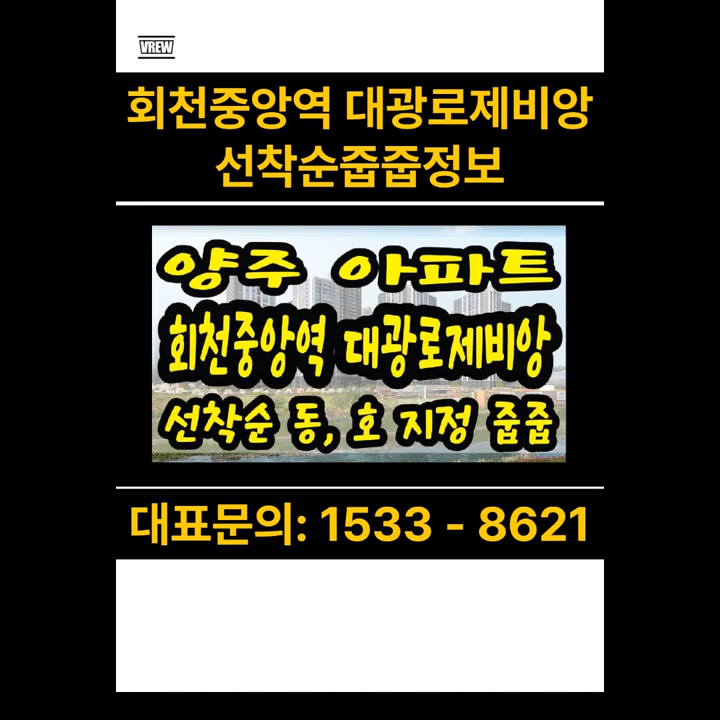 VREW
회천중앙역 대광로제비앙
선착순줍줍정보
양주 아파트
회천중앙역 대광로제비앙
선착순 동, 호 지정 줍줍
대표문의: 1533 - 8621